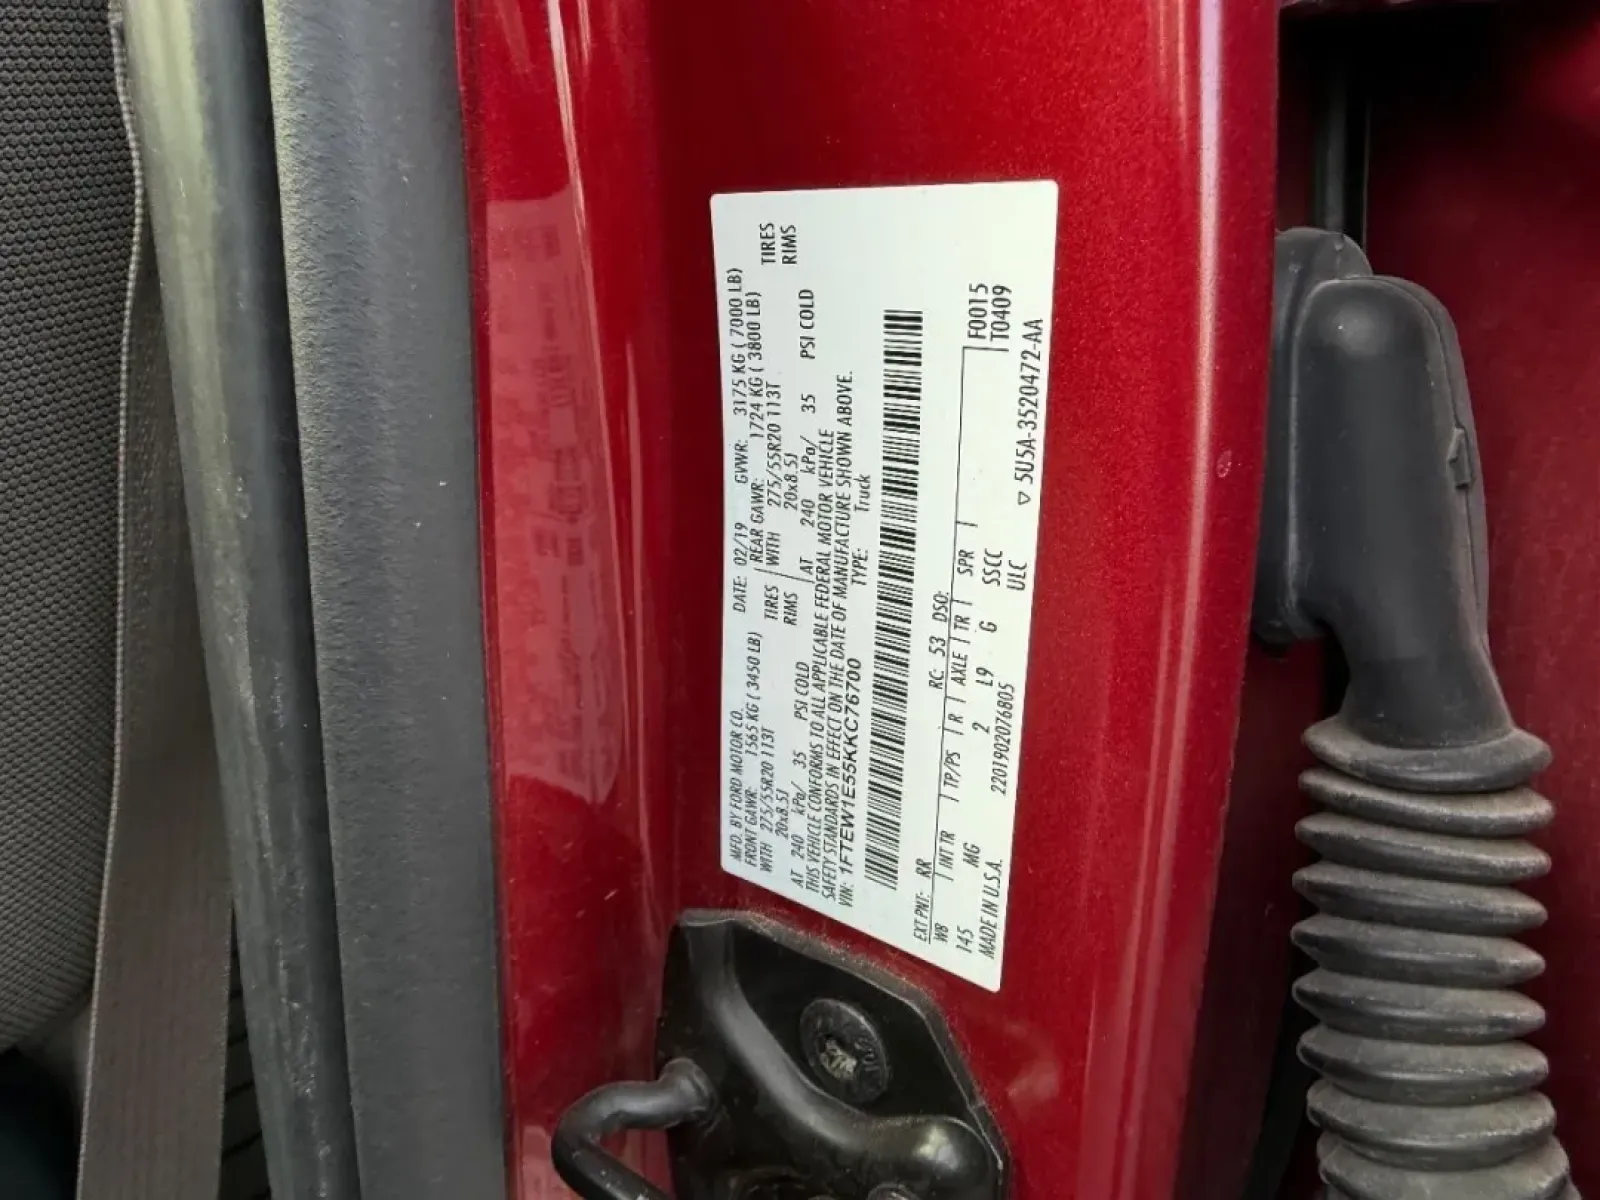 MFD. BY FORD MOTOR CO.
DATE: 02/19 GVWR: 3175 KG ( 7000 LB)
FRONT GAWR: 1565 KG ( 3450 LB) REAR GAWR: 1724 KG ( 3800 LB)
WITH 275/55R20 113T TIRES WITH 275/55R20 113T TIRES
20x8.5J RIMS 20x8.5J RIMS
AT 240 kPa/ 35 PSI COLD AT 240 kPa/ 35 PSI COLD
THIS VEHICLE CONFORMS TO ALL APPLICABLE FEDERAL MOTOR VEHICLE
SAFETY STANDARDS IN EFFECT ON THE DATE OF MANUFACTURE SHOWN ABOVE.
VIN: 1FTEW1E55KKC76700 TYPE: Truck
EXT PNT: RR RC: 53 DSO: F0015
WB INT TR TP/PS R AXLE TR SPR T0409
145 MG 2 L9 G SSCC
MADE IN U.S.A. 2201902076805 ULC ▽ 5U5A-3520472-AA